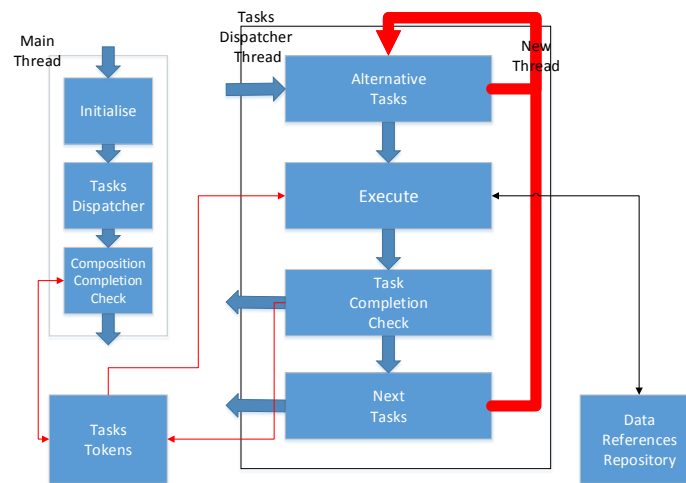 Main
Thread
Initialise
Tasks
Dispatcher
Composition
Completion
Check
Tasks
Tokens
Tasks
Dispatcher
Thread
New
Thread
Alternative
Tasks
Execute
Task
Completion
Check
Next
Tasks
Data
References
Repository